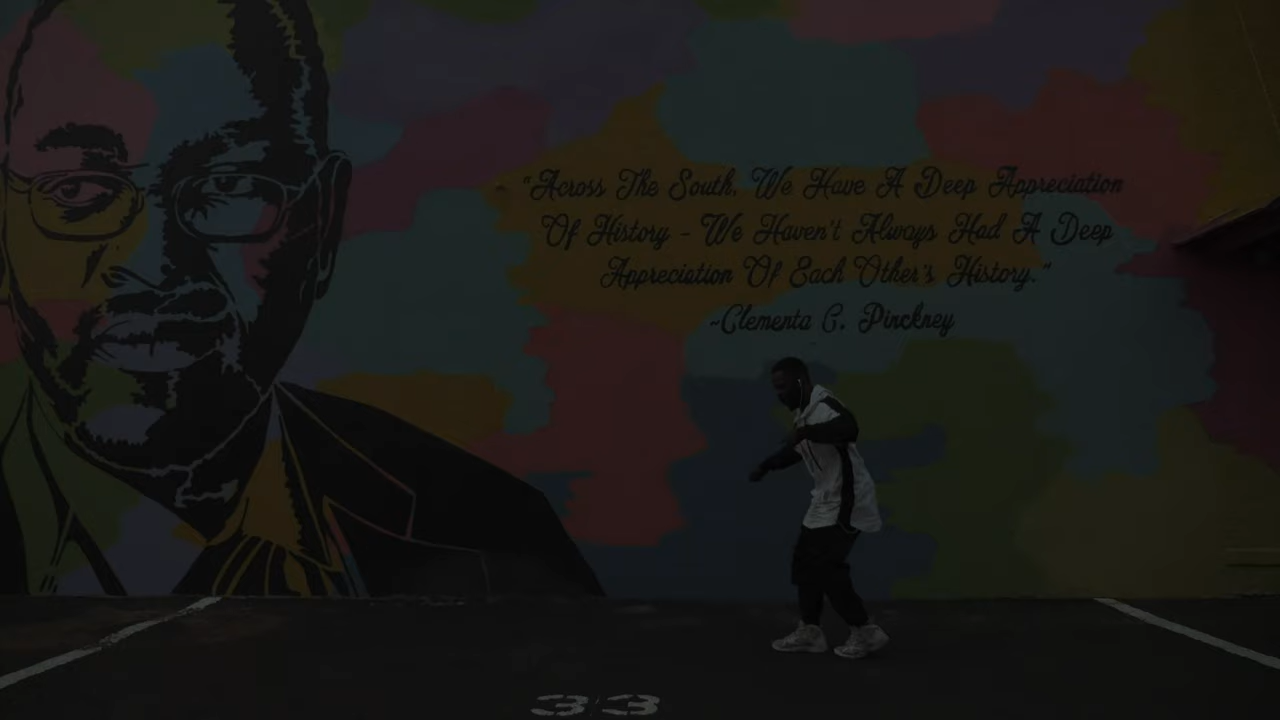 "Across The South, We Have A Deep Appreciation
Of History - We Haven't Always Had A Deep
Appreciation Of Each Other's History."
~Clementa C. Pinckney
33